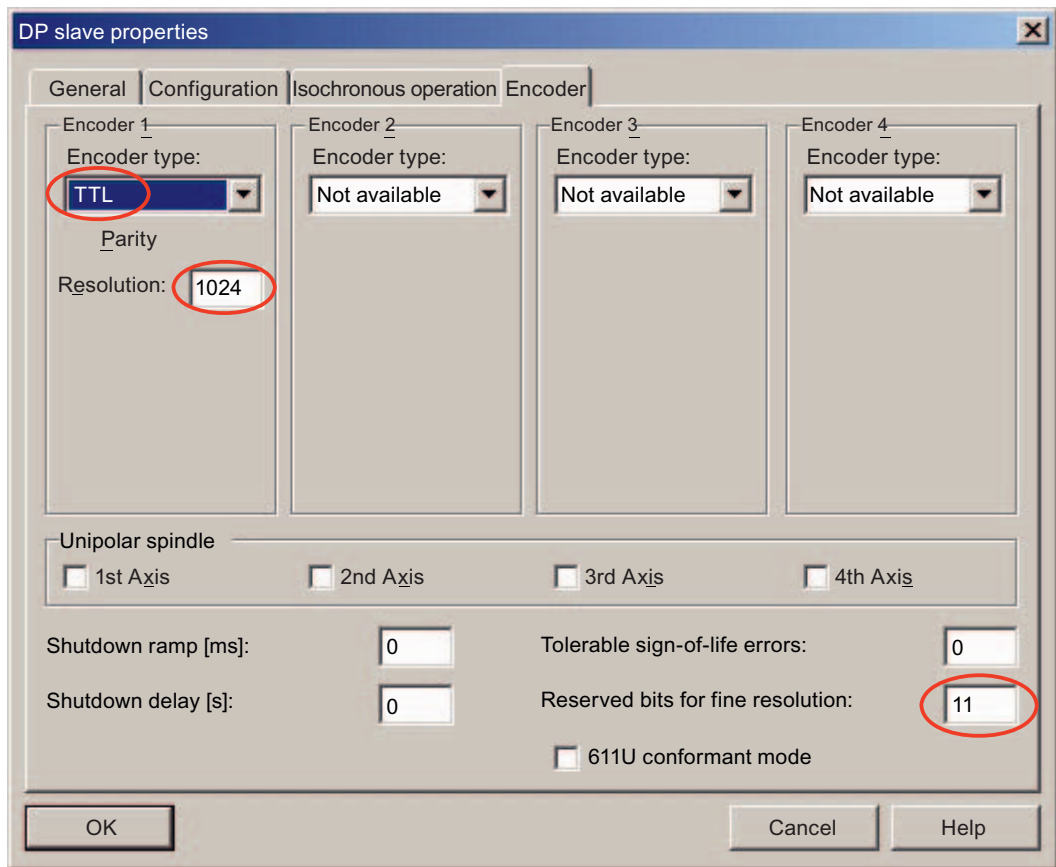 DP slave properties
General Configuration Isochronous operation Encoder
Encoder 1 Encoder 2 Encoder 3 Encoder 4
Encoder type: Encoder type: Encoder type: Encoder type:
TTL Not available Not available Not available
Parity
Resolution: 1024
Unipolar spindle
1st Axis 2nd Axis 3rd Axis 4th Axis
Shutdown ramp [ms]: 0 Tolerable sign-of-life errors: 0
Shutdown delay [s]: 0 Reserved bits for fine resolution: 11
611U conformant mode
OK Cancel Help